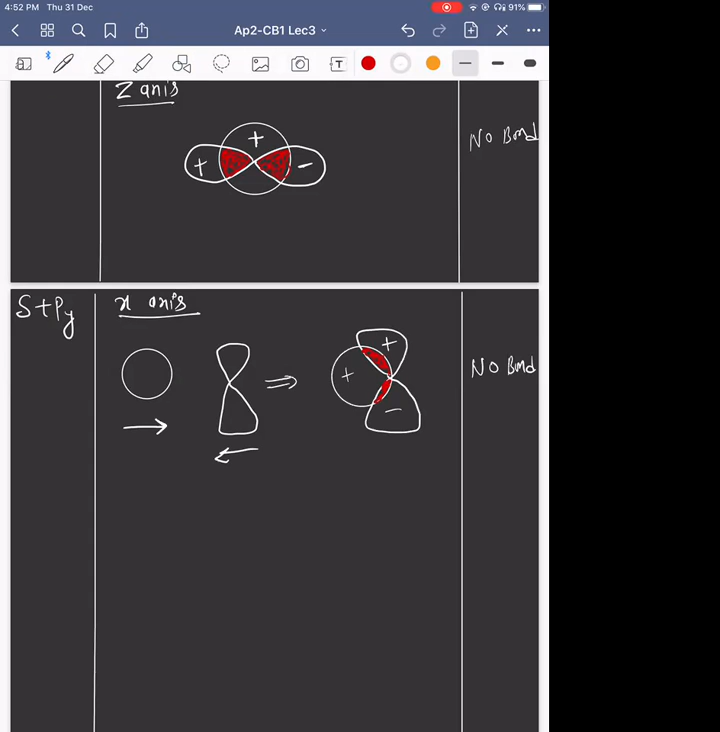 4:52 PM Thu 31 Dec
91%
Ap2-CB1 Lec3
T
Z anis
+
+ -
No Bond
S+Py
x anis
+
+
-
⇒
No Bond